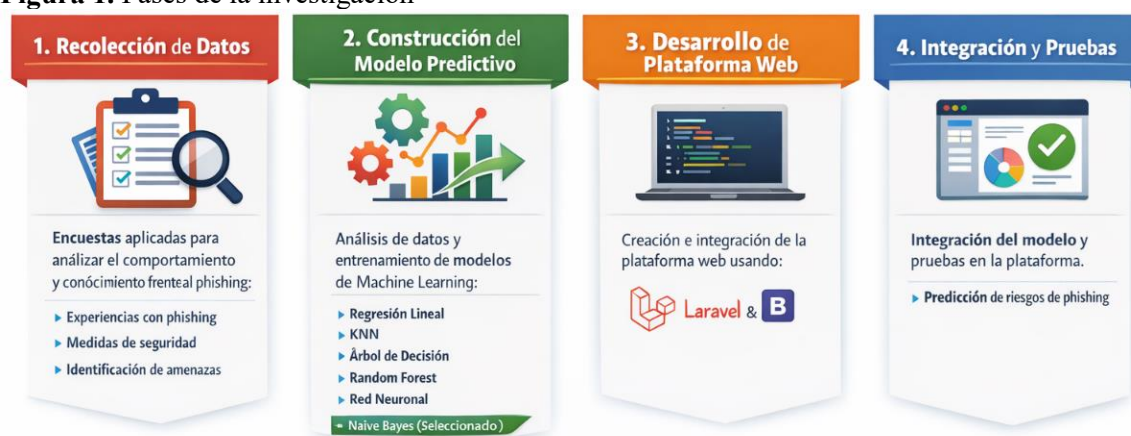 Figura 1. Fases de la investigación
1. Recolección de Datos
Encuestas aplicadas para
análizar el comportamiento
y conócimiento frenteal phishing:
▸ Experiencias con phishing
▸ Medidas de seguridad
▸ Identificación de amenazas
2. Construcción del
Modelo Predictivo
Análisis de datos y
entrenamiento de modelos
de Machine Learning:
▸ Regresión Lineal
▸ KNN
▸ Ârbol de Decisión
▸ Random Forest
▸ Red Neuronal
Naive Bayes (Seleccionado)
3. Desarrollo de
Plataforma Web
Creación e integración de la
plataforma web usando:
Laravel & B
4. Integración y Pruebas
Integración del modelo y
pruebas en la plataforma.
▸ Predicción de riesgos de phishing